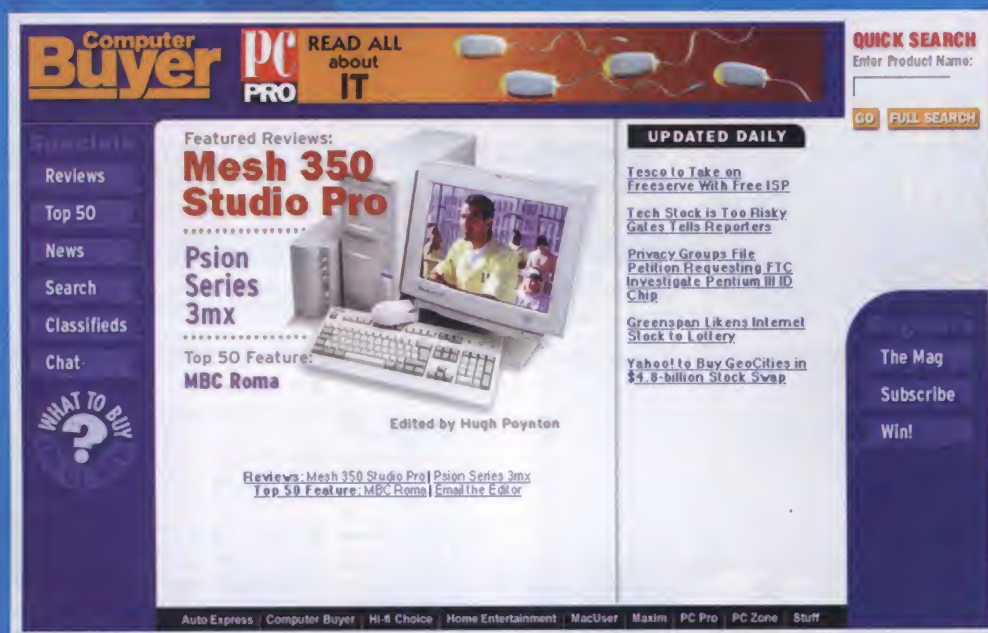 Computer
Buyer
PC
PRO
READ ALL
about
IT
QUICK SEARCH
Enter Product Name:
GO FULL SEARCH
Specials
Reviews
Top 50
News
Search
Classifieds
Chat
WHAT TO BUY
?
Featured Reviews:
Mesh 350
Studio Pro
Psion
Series
3mx
Top 50 Feature:
MBC Roma
Edited by Hugh Poynton
Reviews: Mesh 350 Studio Pro | Psion Series 3mx
Top 50 Feature: MBC Roma | Email the Editor
UPDATED DAILY
Tesco to Take on
Freeserve With Free ISP
Tech Stock is Too Risky
Gates Tells Reporters
Privacy Groups File
Petition Requesting FTC
Investigate Pentium III ID
Chip
Greenspan Likens Internet
Stock to Lottery
Yahoo! to Buy GeoCities in
$4.8-billion Stock Swap
The Mag
Subscribe
Win!
Auto Express Computer Buyer Hi-fi Choice Home Entertainment MacUser Maxim PC Pro PC Zone Stuff